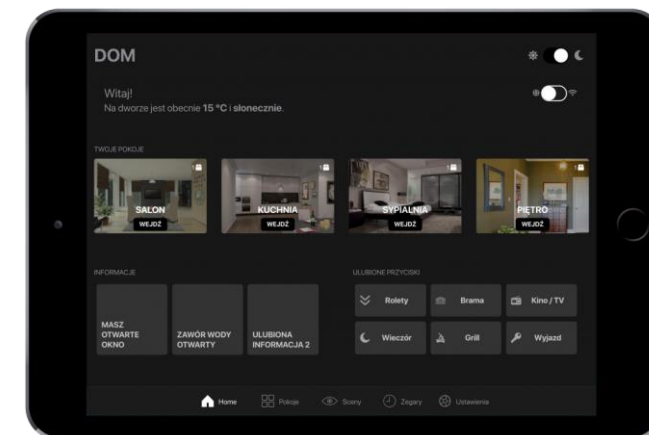 DOM
Witaj!
Na dworze jest obecnie 15 °C i słonecznie.
TWOJE POKOJE
SALON
WEJDŹ
KUCHNIA
WEJDŹ
SYPIALNIA
WEJDŹ
PIĘTRO
WEJDŹ
INFORMACJE
MASZ
OTWARTE
OKNO
ZAWÓR WODY
OTWARTY
ULUBIONA
INFORMACJA 2
ULUBIONE PRZYCISKI
Rolety
Brama
Kino / TV
Wieczór
Grill
Wyjazd
Home
Pokoje
Sceny
Zegary
Ustawienia